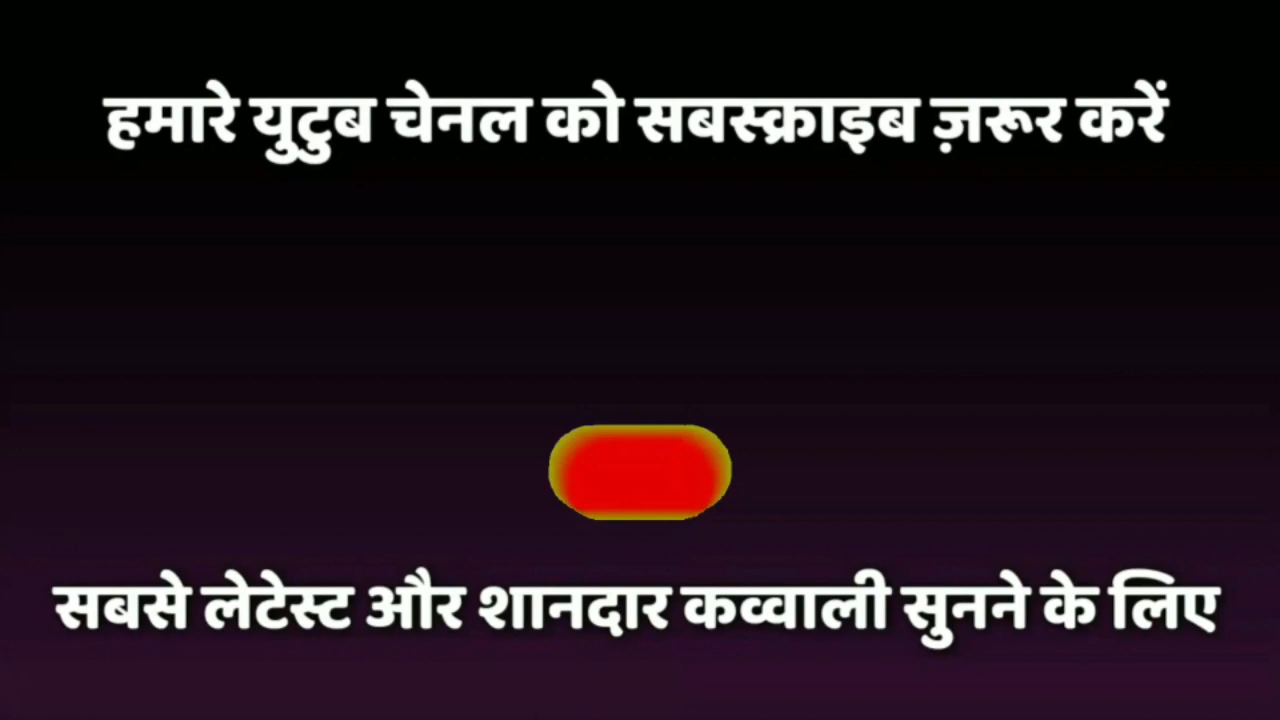 हमारे युटुब चेनल को सबस्क्राइब ज़रूर करें
सबसे लेटेस्ट और शानदार कव्वाली सुनने के लिए